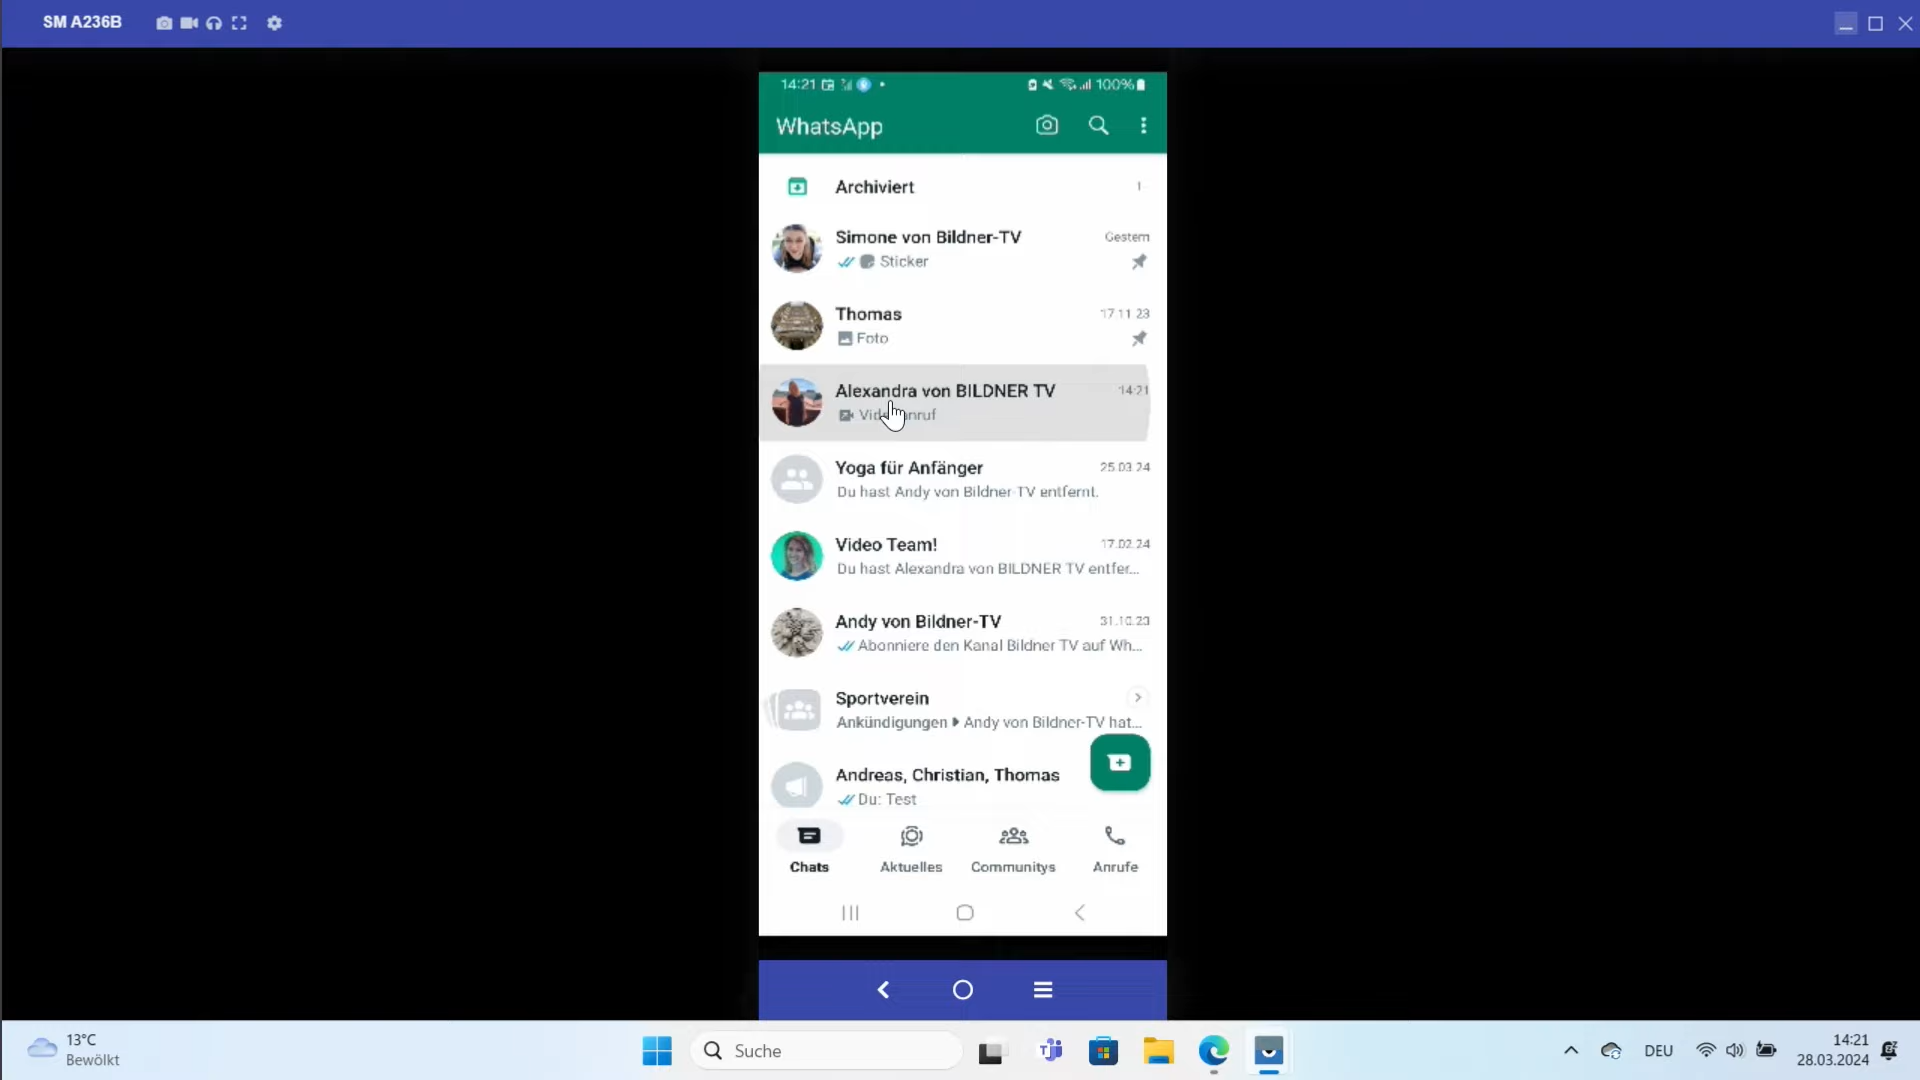 SM A236B
14:21
100%
WhatsApp
Archiviert
1
Simone von Bildner-TV
Gestern
Sticker
Thomas
17.11.23
Foto
Alexandra von BILDNER TV
14:21
Videoanruf
Yoga für Anfänger
25.03.24
Du hast Andy von Bildner-TV entfernt.
Video Team!
17.02.24
Du hast Alexandra von BILDNER TV entfer...
Andy von Bildner-TV
31.10.23
Abonniere den Kanal Bildner TV auf Wh...
Sportverein
Ankündigungen Andy von Bildner-TV hat...
Andreas, Christian, Thomas
Du: Test
Chats
Aktuelles
Communitys
Anrufe
13°C
Bewölkt
Suche
DEU
14:21
28.03.2024